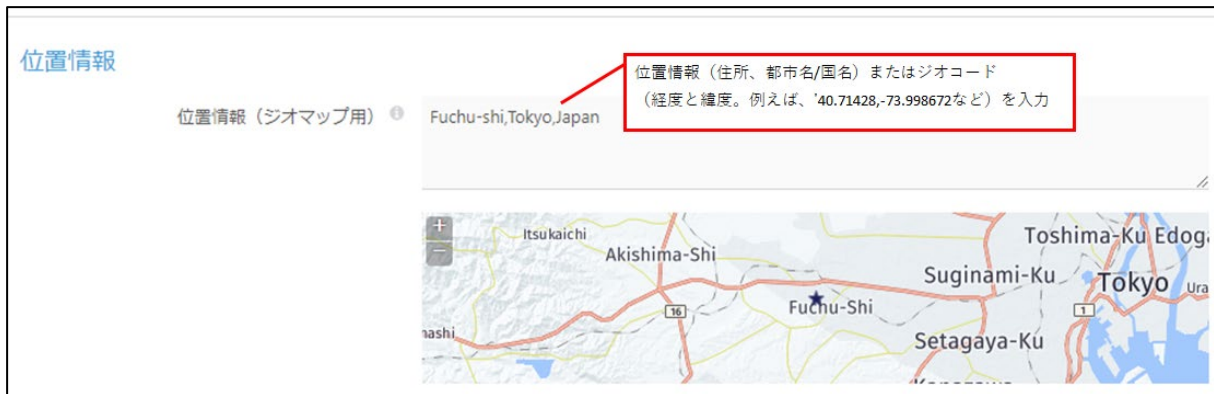 位置情報
位置情報（住所、都市名/国名）またはジオコード
（経度と緯度。例えば、'40.71428,-73.998672など）を入力
位置情報（ジオマップ用）
Fuchu-shi,Tokyo,Japan
+
−
Itsukaichi
Akishima-Shi
Toshima-Ku Edog
Suginami-Ku
Tokyo
Ura
16
Fuchu-Shi
1
nashi
Setagaya-Ku